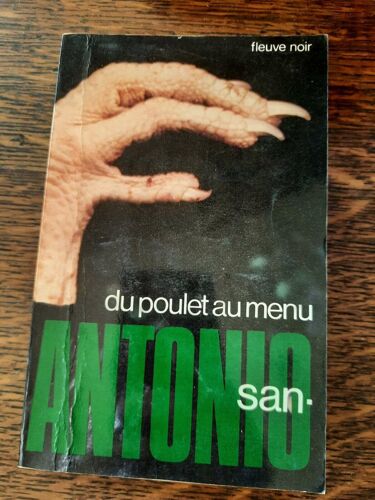 fleuve noir
du poulet au menu
san-
ANTONIO